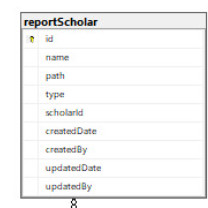 reportScholar
id
name
path
type
scholarId
createdDate
createdBy
updatedDate
updatedBy